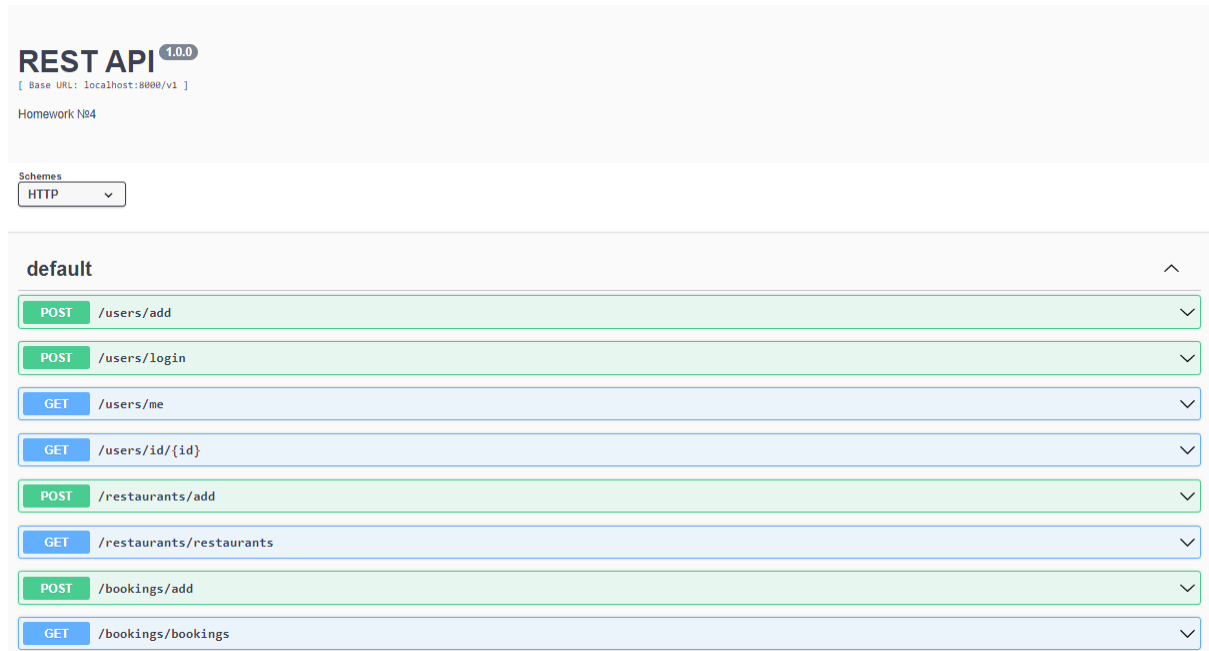 REST API 1.0.0
[ Base URL: localhost:8000/v1 ]
Homework №4
Schemes
HTTP
default
POST /users/add
POST /users/login
GET /users/me
GET /users/id/{id}
POST /restaurants/add
GET /restaurants/restaurants
POST /bookings/add
GET /bookings/bookings